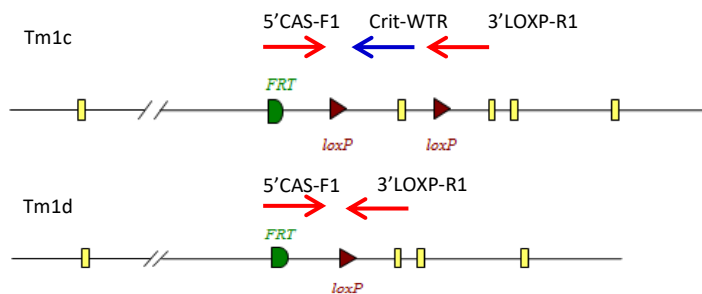 5'CAS-F1 Crit-WTR 3'LOXP-R1
Tm1c
FRT
loxP loxP
5'CAS-F1 3'LOXP-R1
Tm1d
FRT
loxP